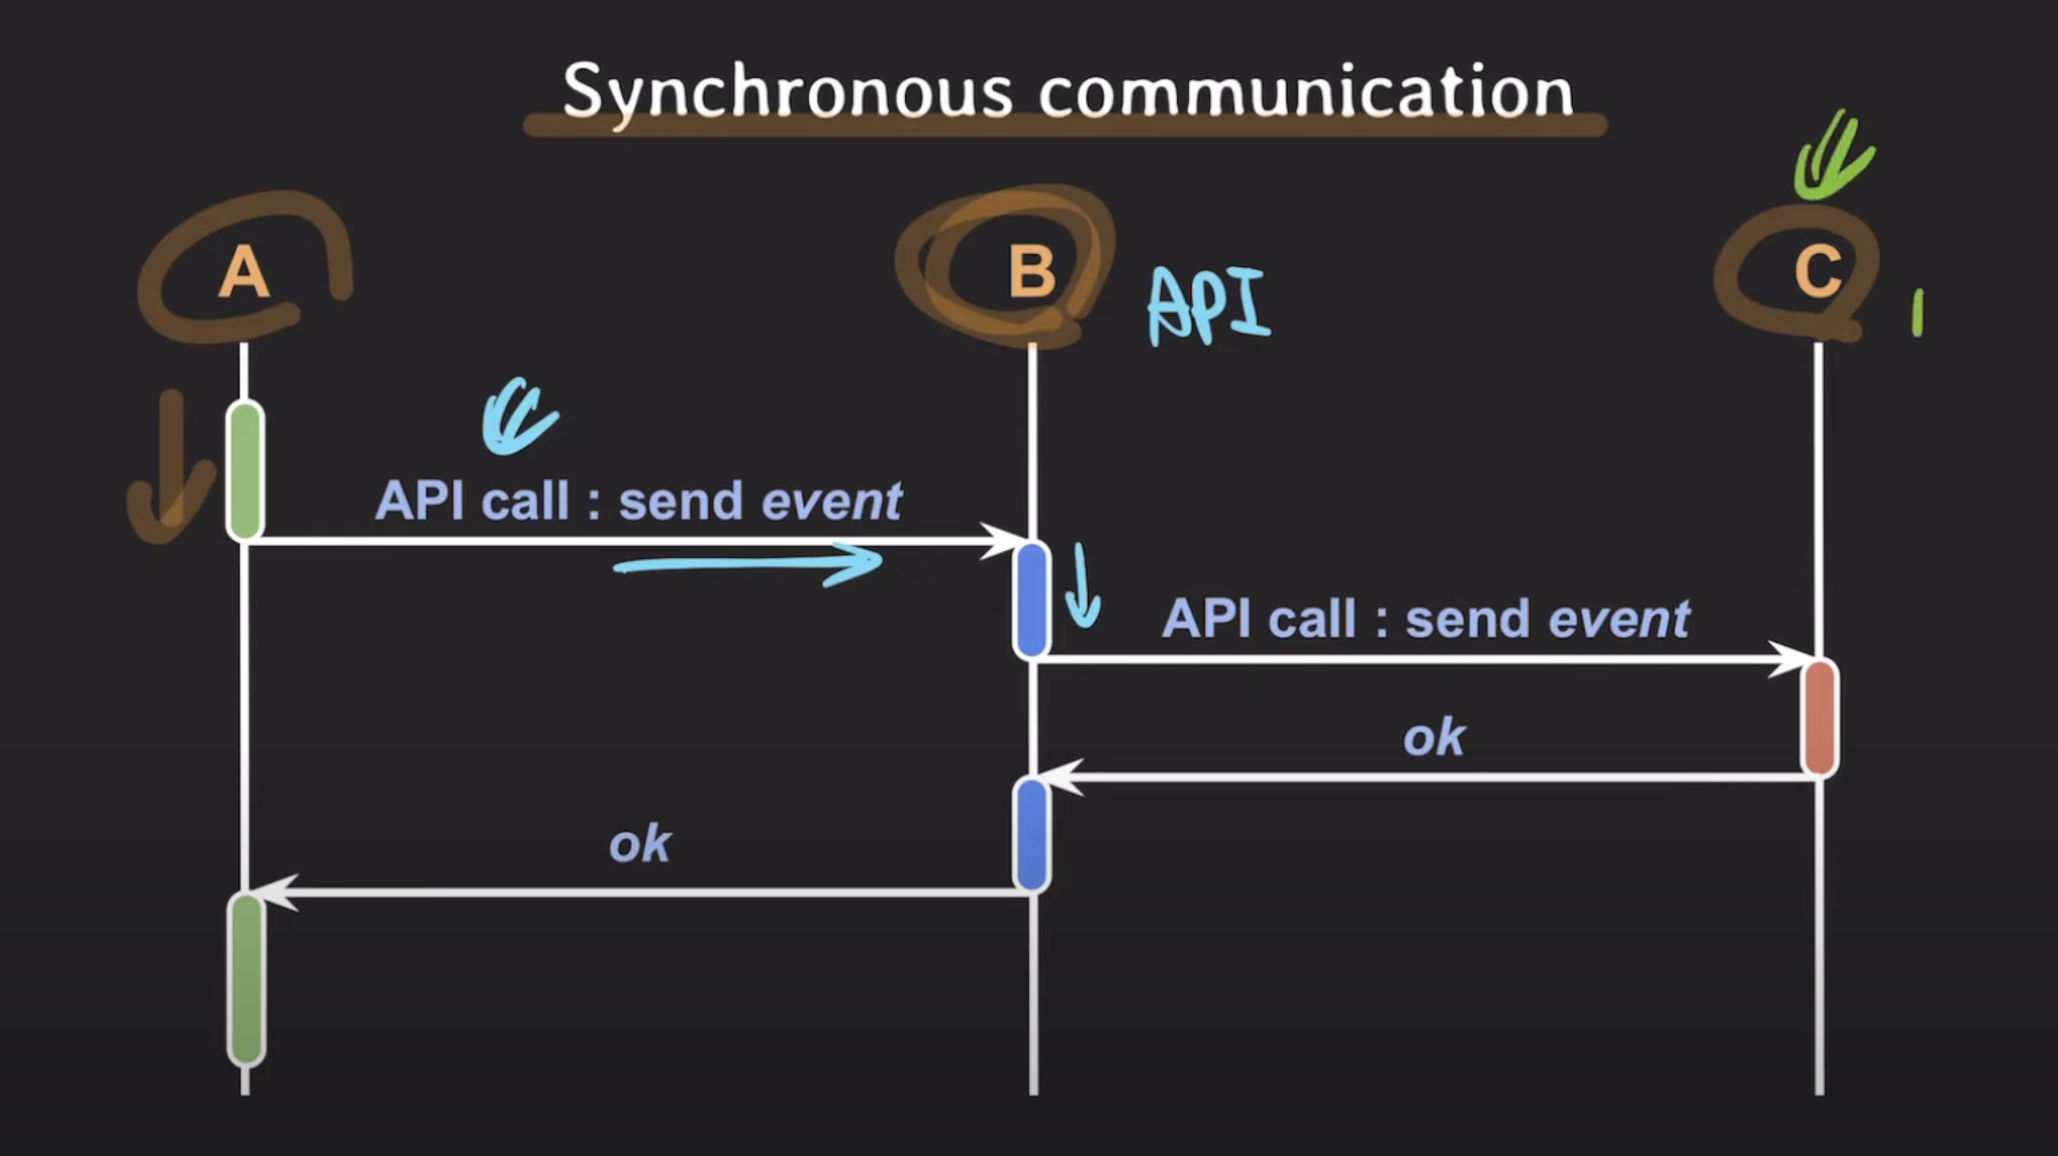 Synchronous communication
A
B
C
API
API call : send event
API call : send event
ok
ok